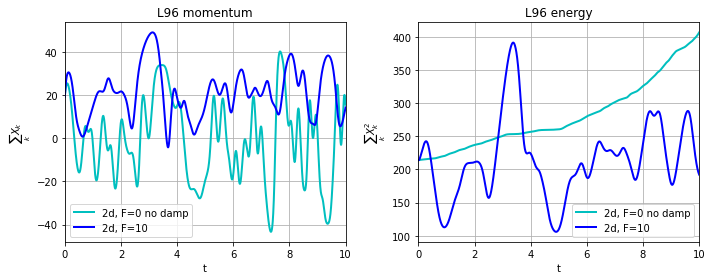 L96 momentum
∑ X_k
k
40
20
0
−20
−40
2d, F=0 no damp
2d, F=10
0 2 4 6 8 10
t
L96 energy
∑ X_k^2
k
400
350
300
250
200
150
100
2d, F=0 no damp
2d, F=10
0 2 4 6 8 10
t